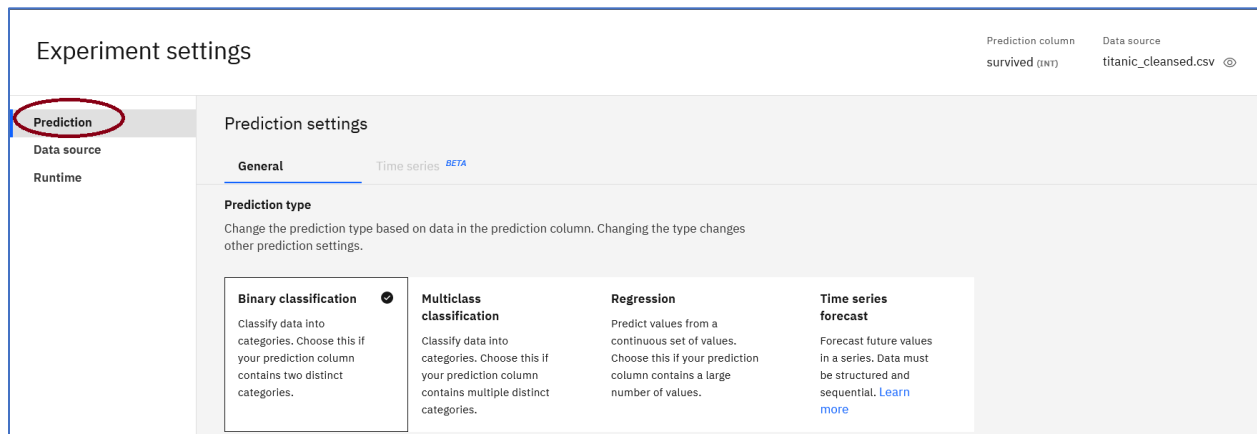 Experiment settings
Prediction column
Data source
survived (INT)
titanic_cleansed.csv
Prediction
Data source
Runtime
Prediction settings
General
Time series BETA
Prediction type
Change the prediction type based on data in the prediction column. Changing the type changes
other prediction settings.
Binary classification
Classify data into
categories. Choose this if
your prediction column
contains two distinct
categories.
Multiclass
classification
Classify data into
categories. Choose this if
your prediction column
contains multiple distinct
categories.
Regression
Predict values from a
continuous set of values.
Choose this if your prediction
column contains a large
number of values.
Time series
forecast
Forecast future values
in a series. Data must
be structured and
sequential. Learn
more